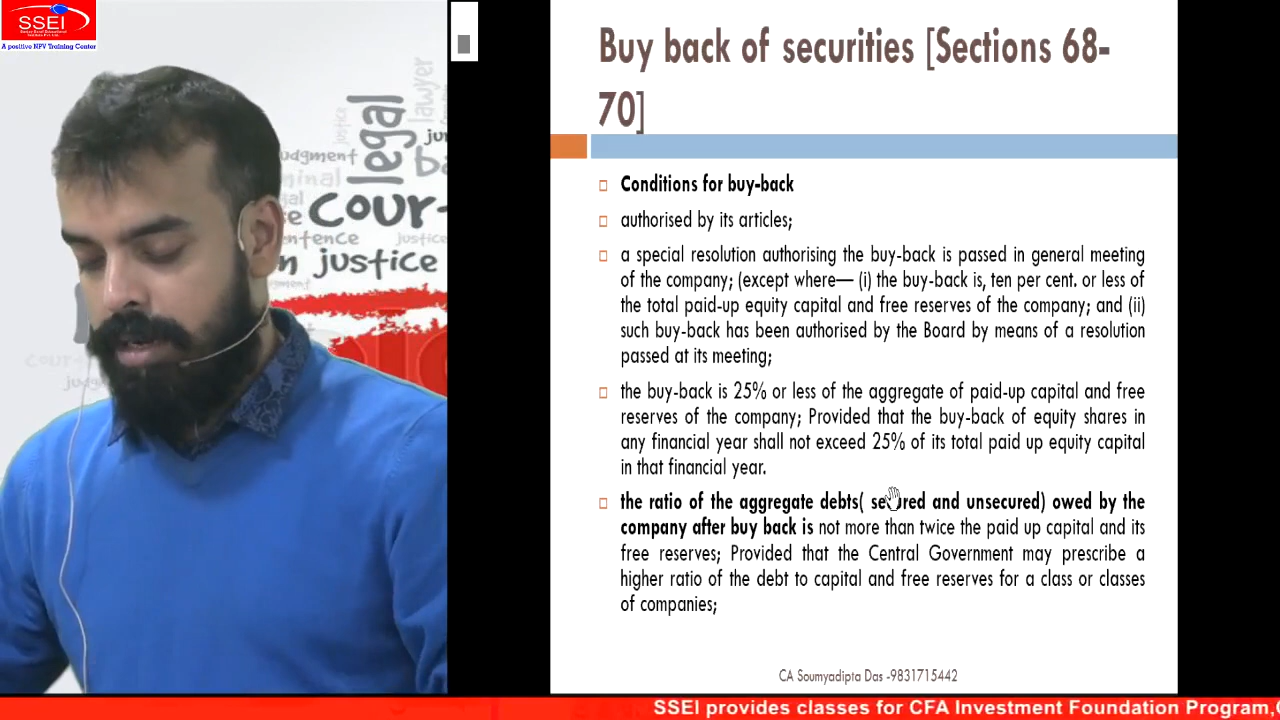 SSEI
A positive NPV Training Center
legal
lawyer
justice
judgment
Buy back of securities [Sections 68-
70]
Conditions for buy-back
authorised by its articles;
a special resolution authorising the buy-back is passed in general meeting
of the company; (except where— (i) the buy-back is, ten per cent. or less of
the total paid-up equity capital and free reserves of the company; and (ii)
such buy-back has been authorised by the Board by means of a resolution
passed at its meeting;
the buy-back is 25% or less of the aggregate of paid-up capital and free
reserves of the company; Provided that the buy-back of equity shares in
any financial year shall not exceed 25% of its total paid up equity capital
in that financial year.
the ratio of the aggregate debts( secured and unsecured) owed by the
company after buy back is not more than twice the paid up capital and its
free reserves; Provided that the Central Government may prescribe a
higher ratio of the debt to capital and free reserves for a class or classes
of companies;
CA Soumyadipta Das -9831715442
SSEI provides classes for CFA Investment Foundation Program,